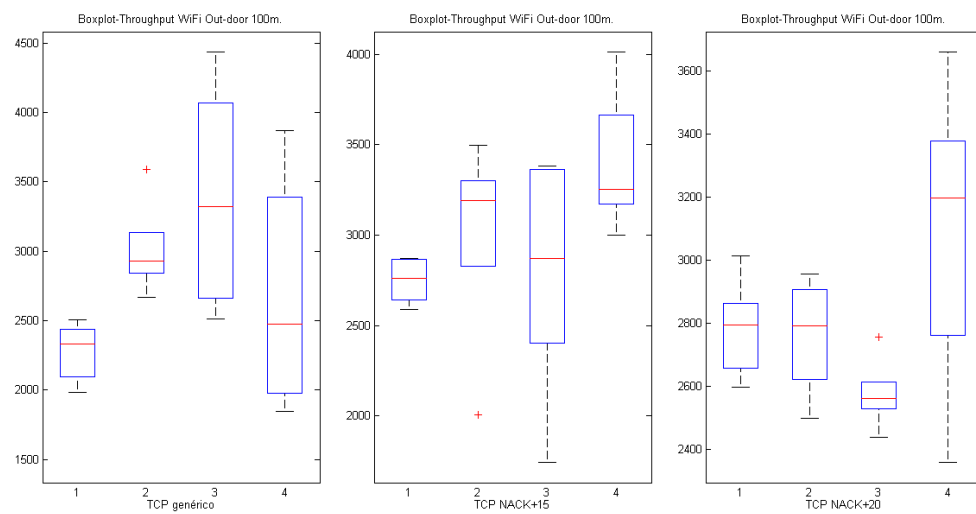 Boxplot-Throughput WiFi Out-door 100m.
4500
4000
3500
3000
2500
2000
1500
1 2 3 4
TCP genérico
Boxplot-Throughput WiFi Out-door 100m.
4000
3500
3000
2500
2000
1 2 3 4
TCP NACK+15
Boxplot-Throughput WiFi Out-door 100m.
3600
3400
3200
3000
2800
2600
2400
1 2 3 4
TCP NACK+20